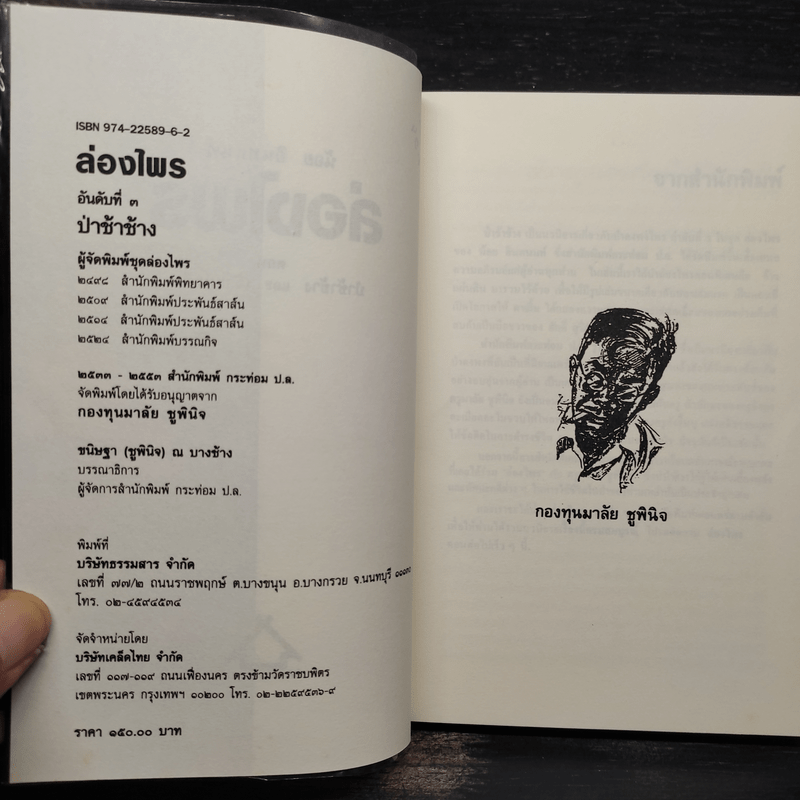 ISBN 974-22589-6-2
ล่องไพร
อันดับที่ ๓
ป่าช้าช้าง
ผู้จัดพิมพ์ชุดล่องไพร
๒๔๙๘ สำนักพิมพ์พิทยาคาร
๒๕๐๙ สำนักพิมพ์ประพันธ์สาส์น
๒๕๑๔ สำนักพิมพ์ประพันธ์สาส์น
๒๕๒๔ สำนักพิมพ์บรรณกิจ
๒๕๓๓ - ๒๕๕๓ สำนักพิมพ์ กระท่อม ป.ล.
จัดพิมพ์โดยได้รับอนุญาตจาก
กองทุนมาลัย ชูพินิจ
ขนิษฐา (ชูพินิจ) ณ บางช้าง
บรรณาธิการ
ผู้จัดการสำนักพิมพ์ กระท่อม ป.ล.
พิมพ์ที่
บริษัทธรรมสาร จำกัด
เลขที่ ๗๗/๒ ถนนราชพฤกษ์ ต.บางขนุน อ.บางกรวย จ.นนทบุรี
โทร. ๐๒-๔๕๙๔๕๓๔
จัดจำหน่ายโดย
บริษัทเคล็ดไทย จำกัด
เลขที่ ๑๑๗-๑๑๙ ถนนเฟื่องนคร ตรงข้ามวัดราชบพิตร
เขตพระนคร กรุงเทพฯ ๑๐๒๐๐ โทร. ๐๒-๒๒๕๙๕๓๖-๙
ราคา ๑๕๐.๐๐ บาท
กองทุนมาลัย ชูพินิจ